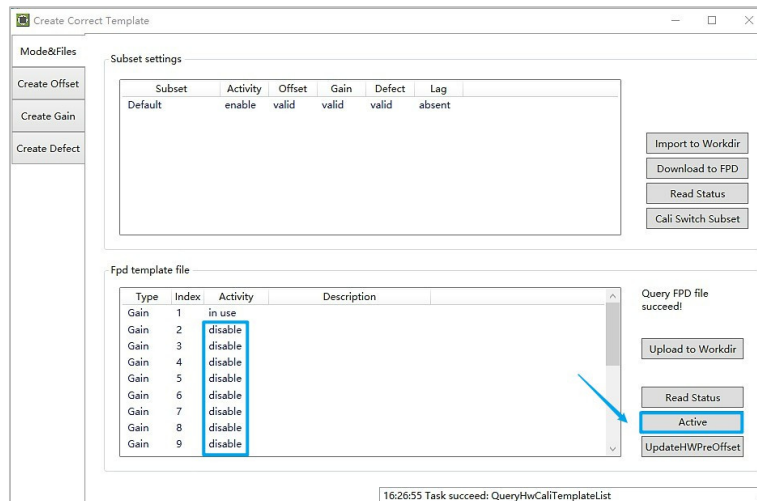 Create Correct Template
Mode&Files
Create Offset
Create Gain
Create Defect
Subset settings
Subset Activity Offset Gain Defect Lag
Default enable valid valid valid absent
Import to Workdir
Download to FPD
Read Status
Cali Switch Subset
Fpd template file
Type Index Activity Description
Gain 1 in use
Gain 2 disable
Gain 3 disable
Gain 4 disable
Gain 5 disable
Gain 6 disable
Gain 7 disable
Gain 8 disable
Gain 9 disable
Query FPD file
succeed!
Upload to Workdir
Read Status
Active
UpdateHWPreOffset
16:26:55 Task succeed: QueryHwCaliTemplateList